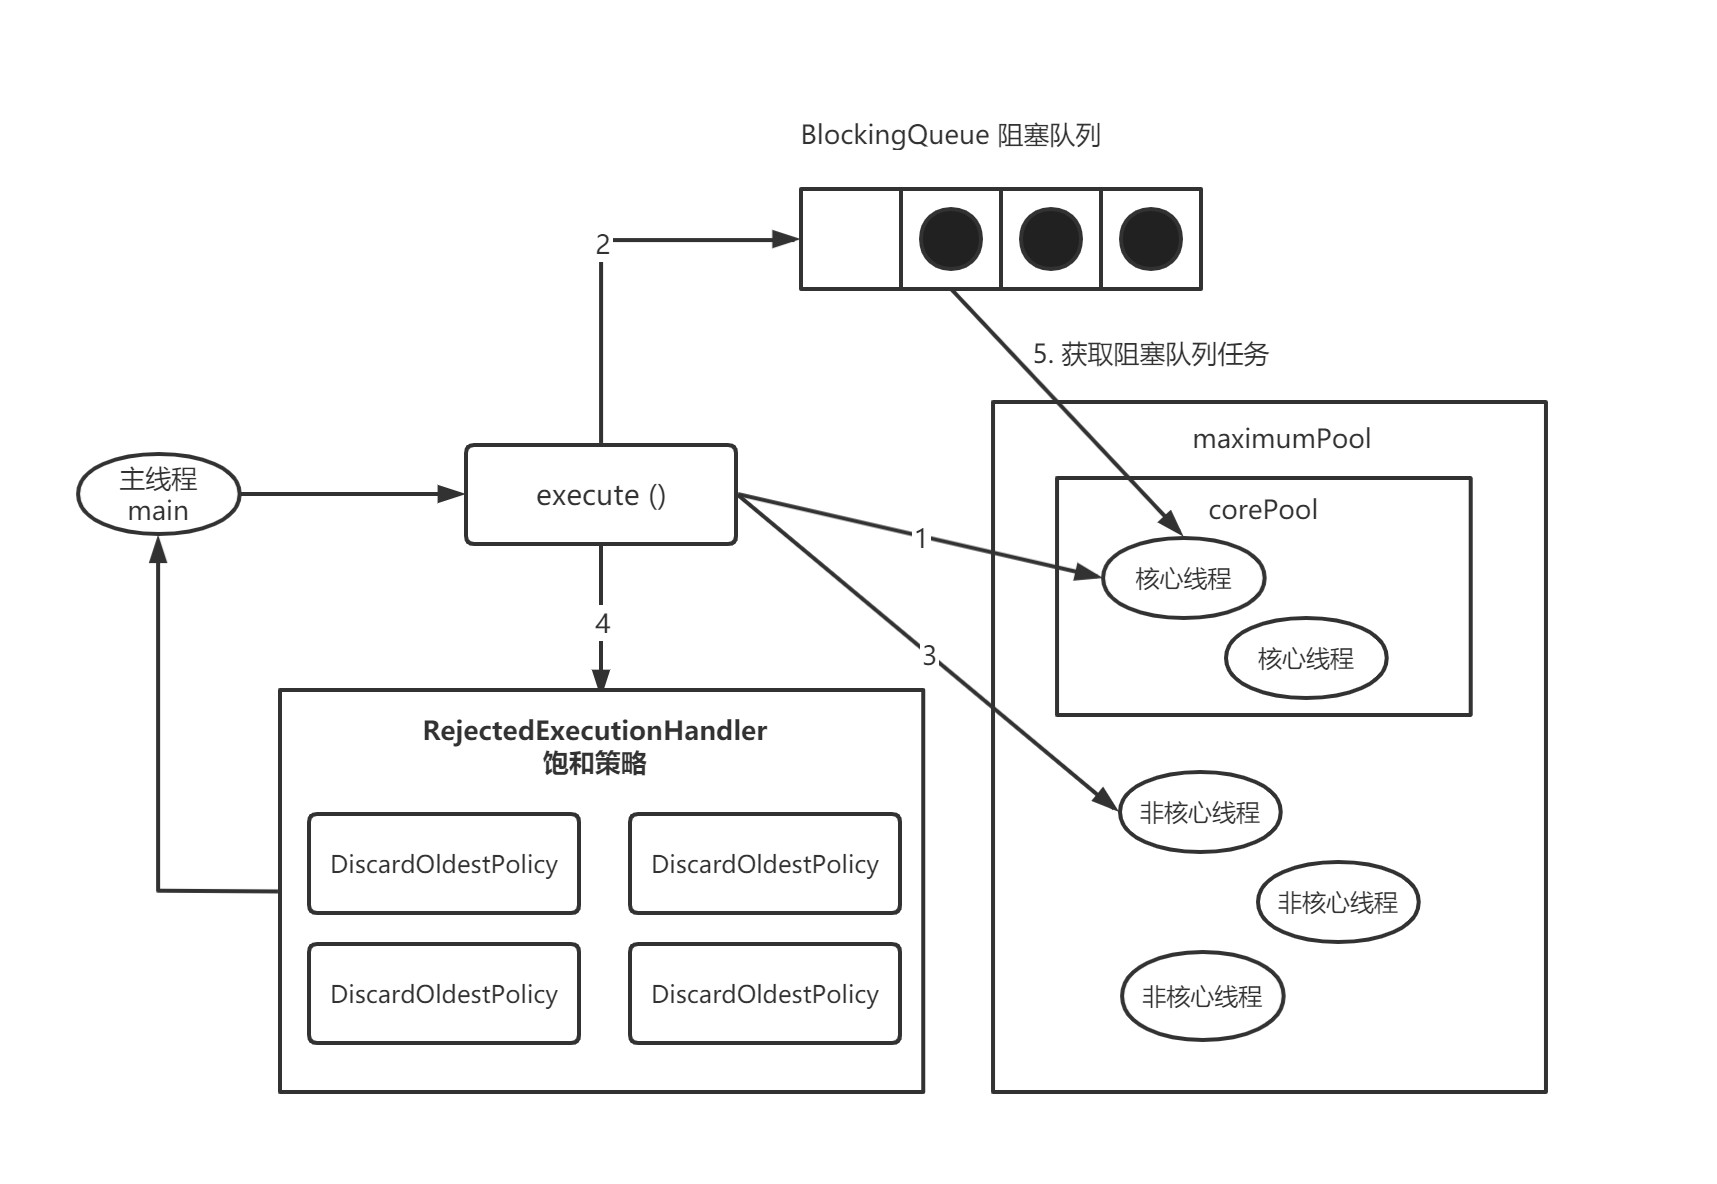 BlockingQueue 阻塞队列
2
5. 获取阻塞队列任务
maximumPool
主线程
main
execute ()
corePool
1
核心线程
4
3
核心线程
RejectedExecutionHandler
饱和策略
非核心线程
DiscardOldestPolicy
DiscardOldestPolicy
非核心线程
DiscardOldestPolicy
DiscardOldestPolicy
非核心线程